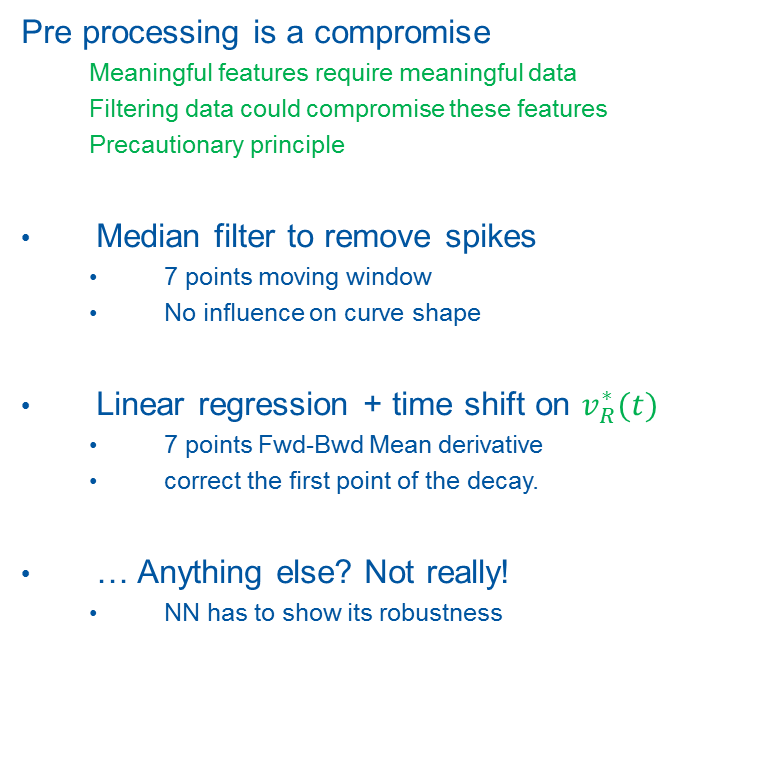 Pre processing is a compromise
Meaningful features require meaningful data
Filtering data could compromise these features
Precautionary principle
• Median filter to remove spikes
• 7 points moving window
• No influence on curve shape
• Linear regression + time shift on $v_R^*(t)$
• 7 points Fwd-Bwd Mean derivative
• correct the first point of the decay.
• … Anything else? Not really!
• NN has to show its robustness